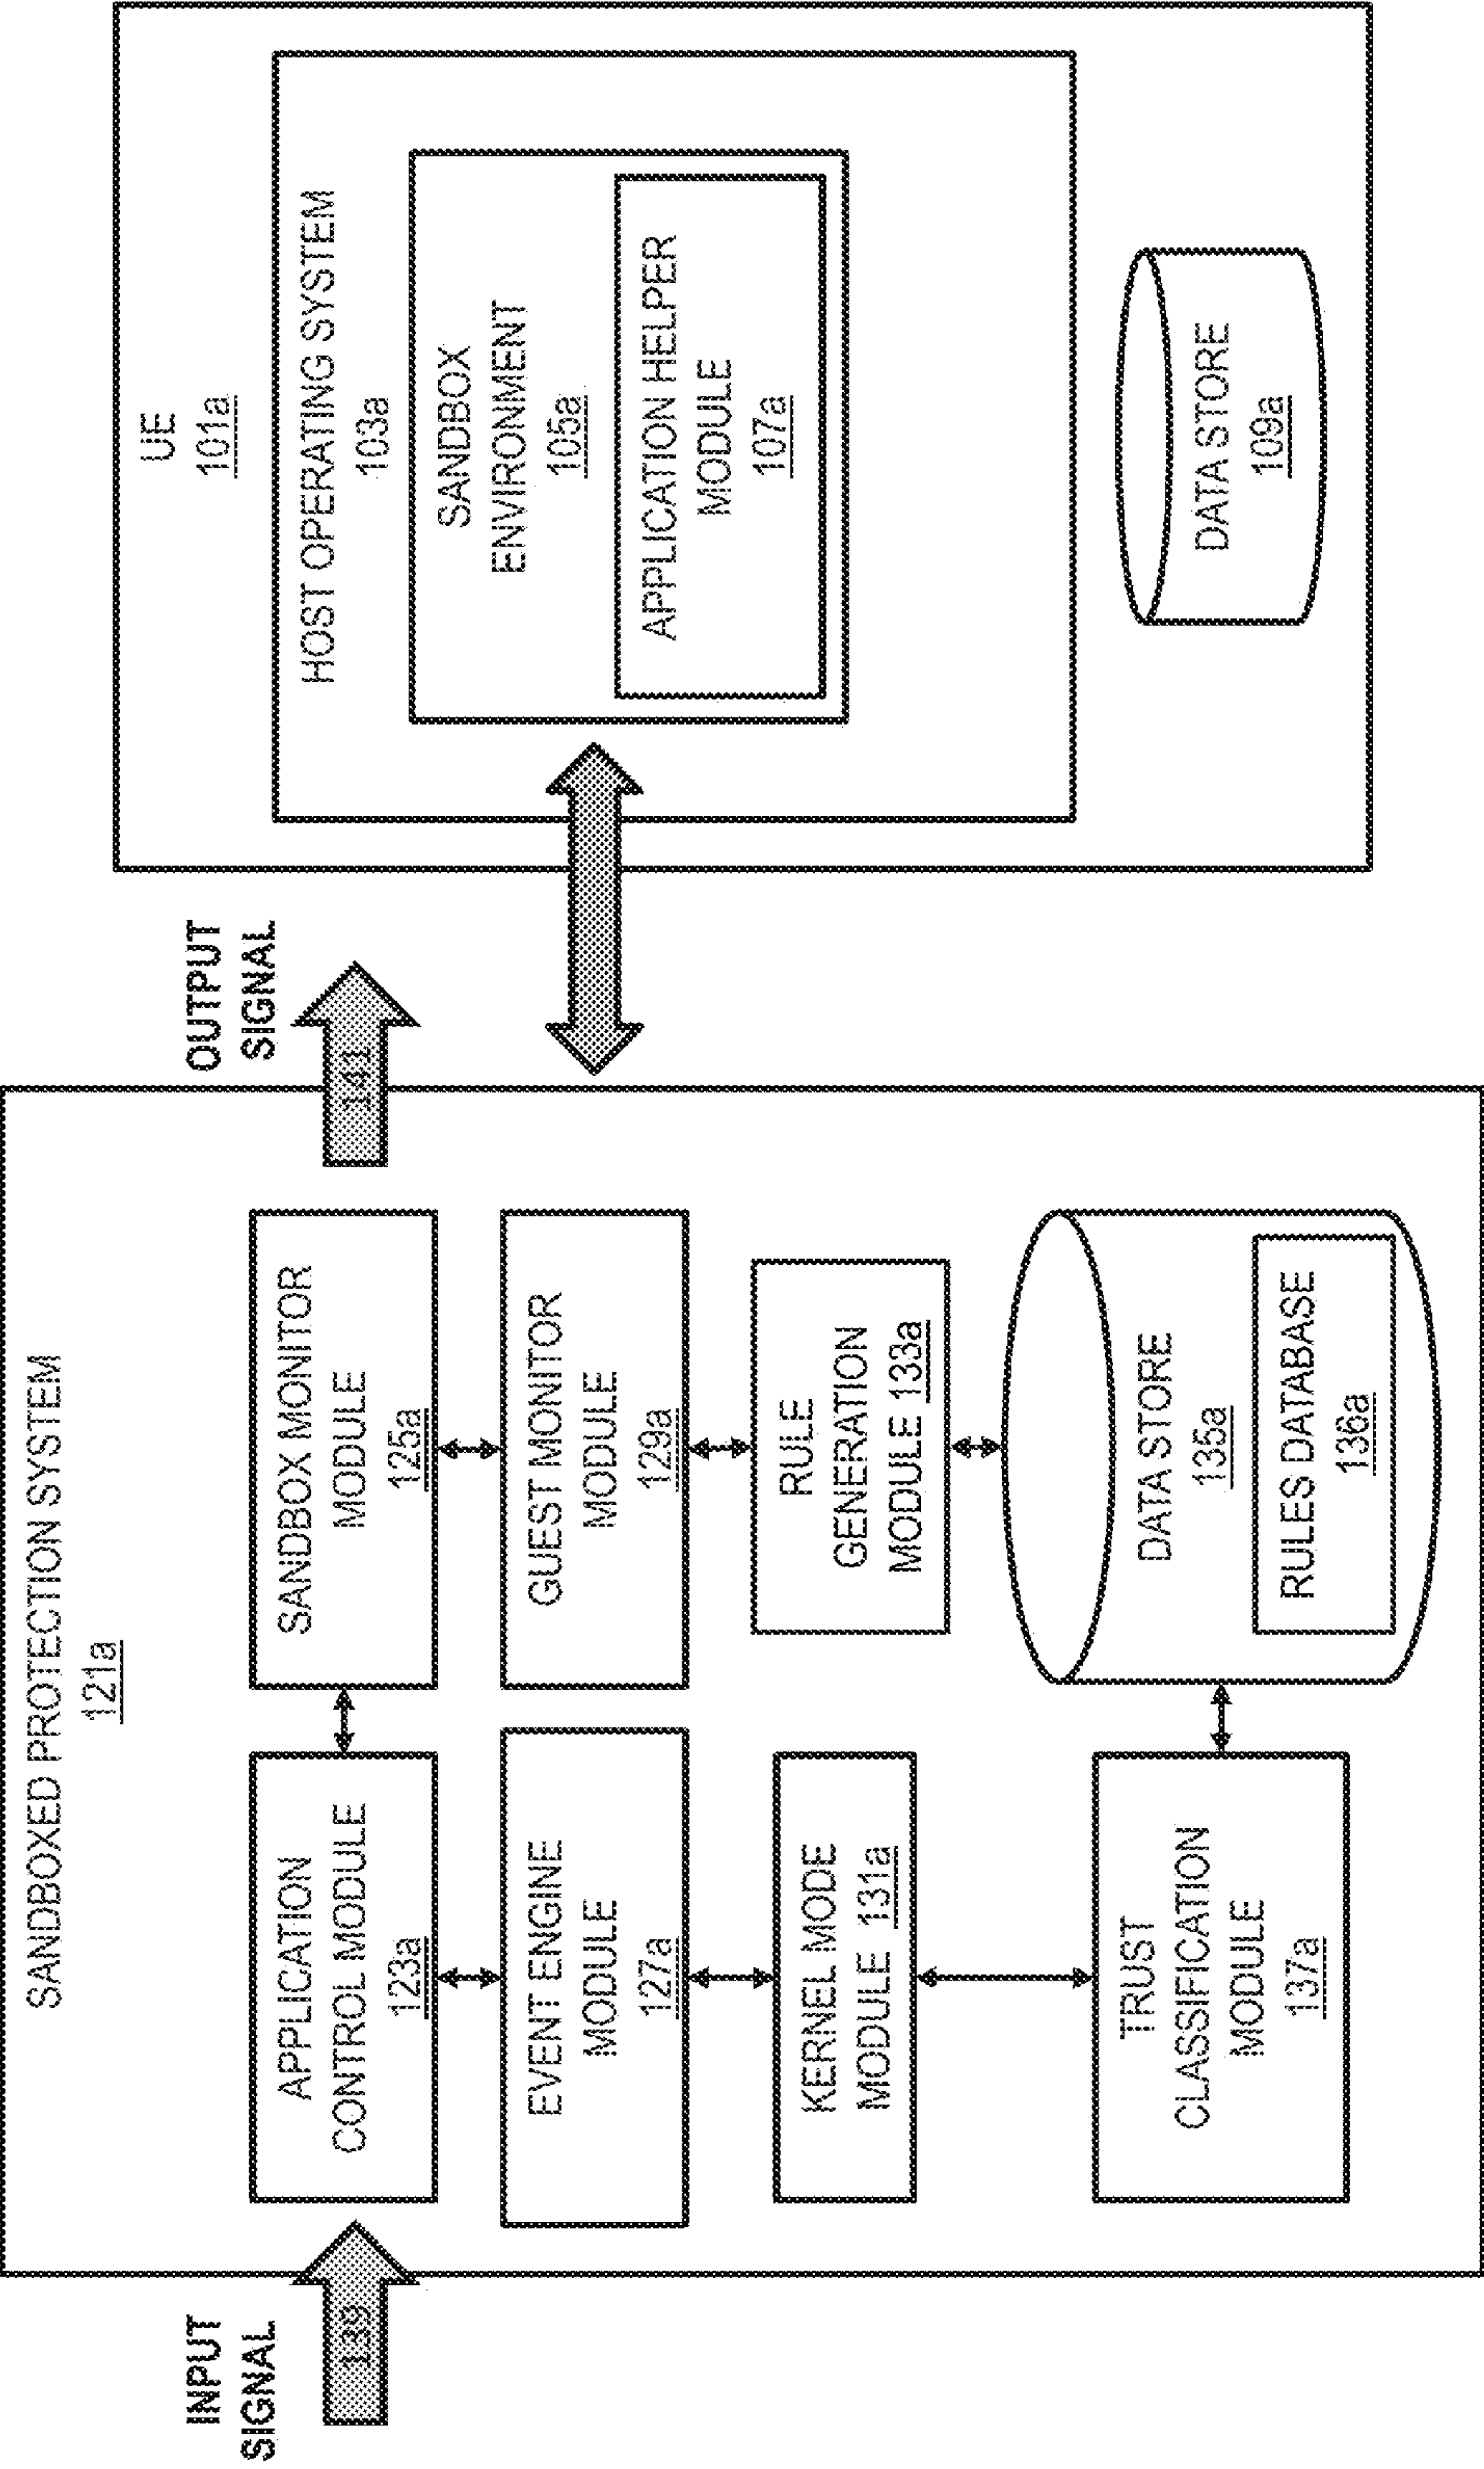 SANDBOXED PROTECTION SYSTEM
121a
INPUT
SIGNAL
139
APPLICATION
CONTROL MODULE
123a
SANDBOX MONITOR
MODULE
125a
EVENT ENGINE
MODULE
127a
GUEST MONITOR
MODULE
129a
KERNEL MODE
MODULE 131a
RULE
GENERATION
MODULE 133a
TRUST
CLASSIFICATION
MODULE
137a
DATA STORE
135a
RULES DATABASE
136a
OUTPUT
SIGNAL
141
UE
101a
HOST OPERATING SYSTEM
103a
SANDBOX
ENVIRONMENT
105a
APPLICATION HELPER
MODULE
107a
DATA STORE
109a